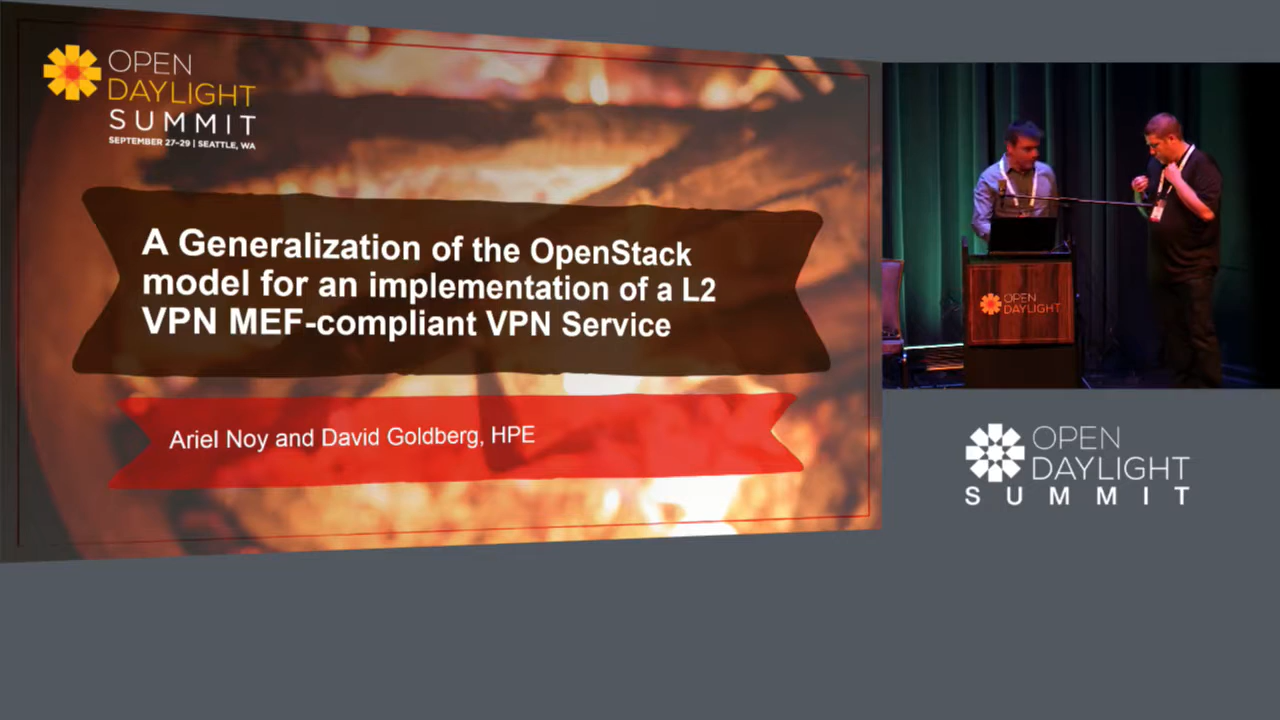 OPEN
DAYLIGHT
SUMMIT
SEPTEMBER 27-29 | SEATTLE, WA
A Generalization of the OpenStack
model for an implementation of a L2
VPN MEF-compliant VPN Service
Ariel Noy and David Goldberg, HPE
OPEN
DAYLIGHT
OPEN
DAYLIGHT
SUMMIT